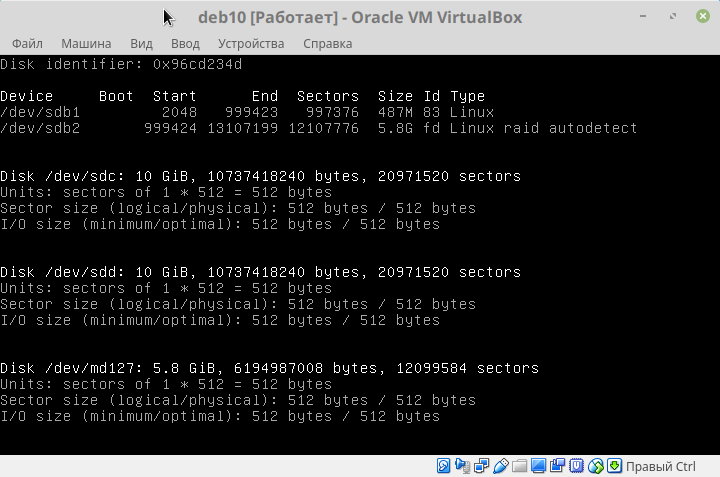 deb10 [Работает] - Oracle VM VirtualBox
Файл Машина Вид Ввод Устройства Справка
Disk identifier: 0x96cd234d
Device     Boot  Start      End  Sectors  Size Id Type
/dev/sdb1         2048   999423   997376  487M 83 Linux
/dev/sdb2       999424 13107199 12107776  5.8G fd Linux raid autodetect
Disk /dev/sdc: 10 GiB, 10737418240 bytes, 20971520 sectors
Units: sectors of 1 * 512 = 512 bytes
Sector size (logical/physical): 512 bytes / 512 bytes
I/O size (minimum/optimal): 512 bytes / 512 bytes
Disk /dev/sdd: 10 GiB, 10737418240 bytes, 20971520 sectors
Units: sectors of 1 * 512 = 512 bytes
Sector size (logical/physical): 512 bytes / 512 bytes
I/O size (minimum/optimal): 512 bytes / 512 bytes
Disk /dev/md127: 5.8 GiB, 6194987008 bytes, 12099584 sectors
Units: sectors of 1 * 512 = 512 bytes
Sector size (logical/physical): 512 bytes / 512 bytes
I/O size (minimum/optimal): 512 bytes / 512 bytes
Правый Ctrl